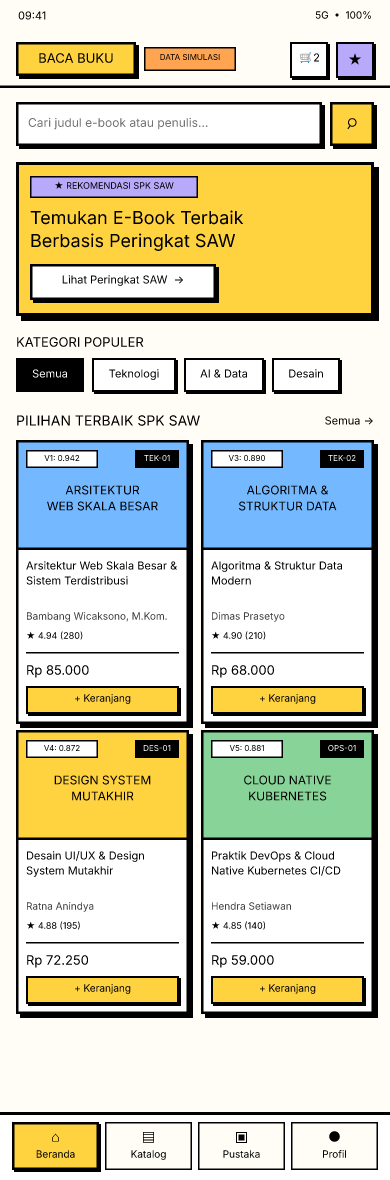 09:41
5G • 100%
BACA BUKU
DATA SIMULASI
🛒2
★
Cari judul e-book atau penulis...
★ REKOMENDASI SPK SAW
Temukan E-Book Terbaik
Berbasis Peringkat SAW
Lihat Peringkat SAW →
KATEGORI POPULER
Semua
Teknologi
AI & Data
Desain
PILIHAN TERBAIK SPK SAW
Semua →
V1: 0.942
TEK-01
ARSITEKTUR
WEB SKALA BESAR
Arsitektur Web Skala Besar &
Sistem Terdistribusi
Bambang Wicaksono, M.Kom.
★ 4.94 (280)
Rp 85.000
+ Keranjang
V3: 0.890
TEK-02
ALGORITMA &
STRUKTUR DATA
Algoritma & Struktur Data
Modern
Dimas Prasetyo
★ 4.90 (210)
Rp 68.000
+ Keranjang
V4: 0.872
DES-01
DESIGN SYSTEM
MUTAKHIR
Desain UI/UX & Design
System Mutakhir
Ratna Anindya
★ 4.88 (195)
Rp 72.250
+ Keranjang
V5: 0.881
OPS-01
CLOUD NATIVE
KUBERNETES
Praktik DevOps & Cloud
Native Kubernetes CI/CD
Hendra Setiawan
★ 4.85 (140)
Rp 59.000
+ Keranjang
Beranda
Katalog
Pustaka
Profil